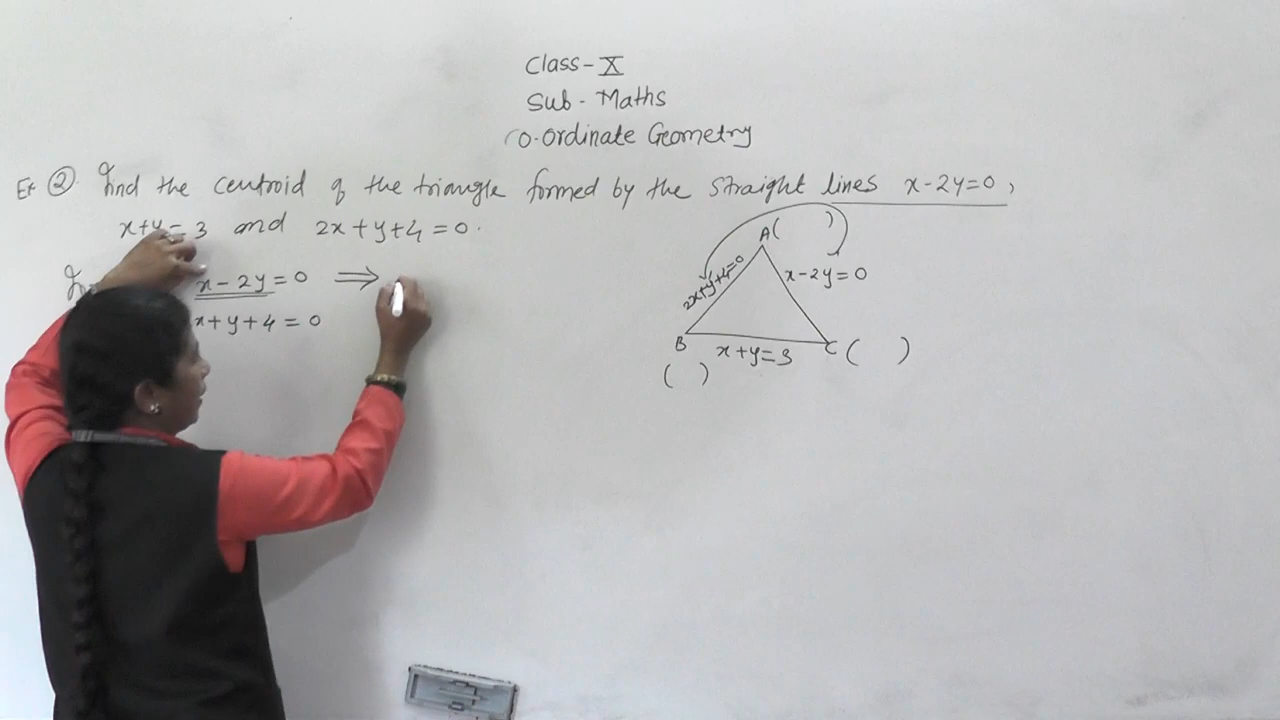 Class - X
Sub - Maths
Co-ordinate Geometry
Ex ② find the centroid of the triangle formed by the straight lines x - 2y = 0,
x + y = 3 and 2x + y + 4 = 0.
x - 2y = 0 ⟹
x + y + 4 = 0
A ( )
2x + y + 4 = 0
x - 2y = 0
B
x + y = 3
C ( )
( )